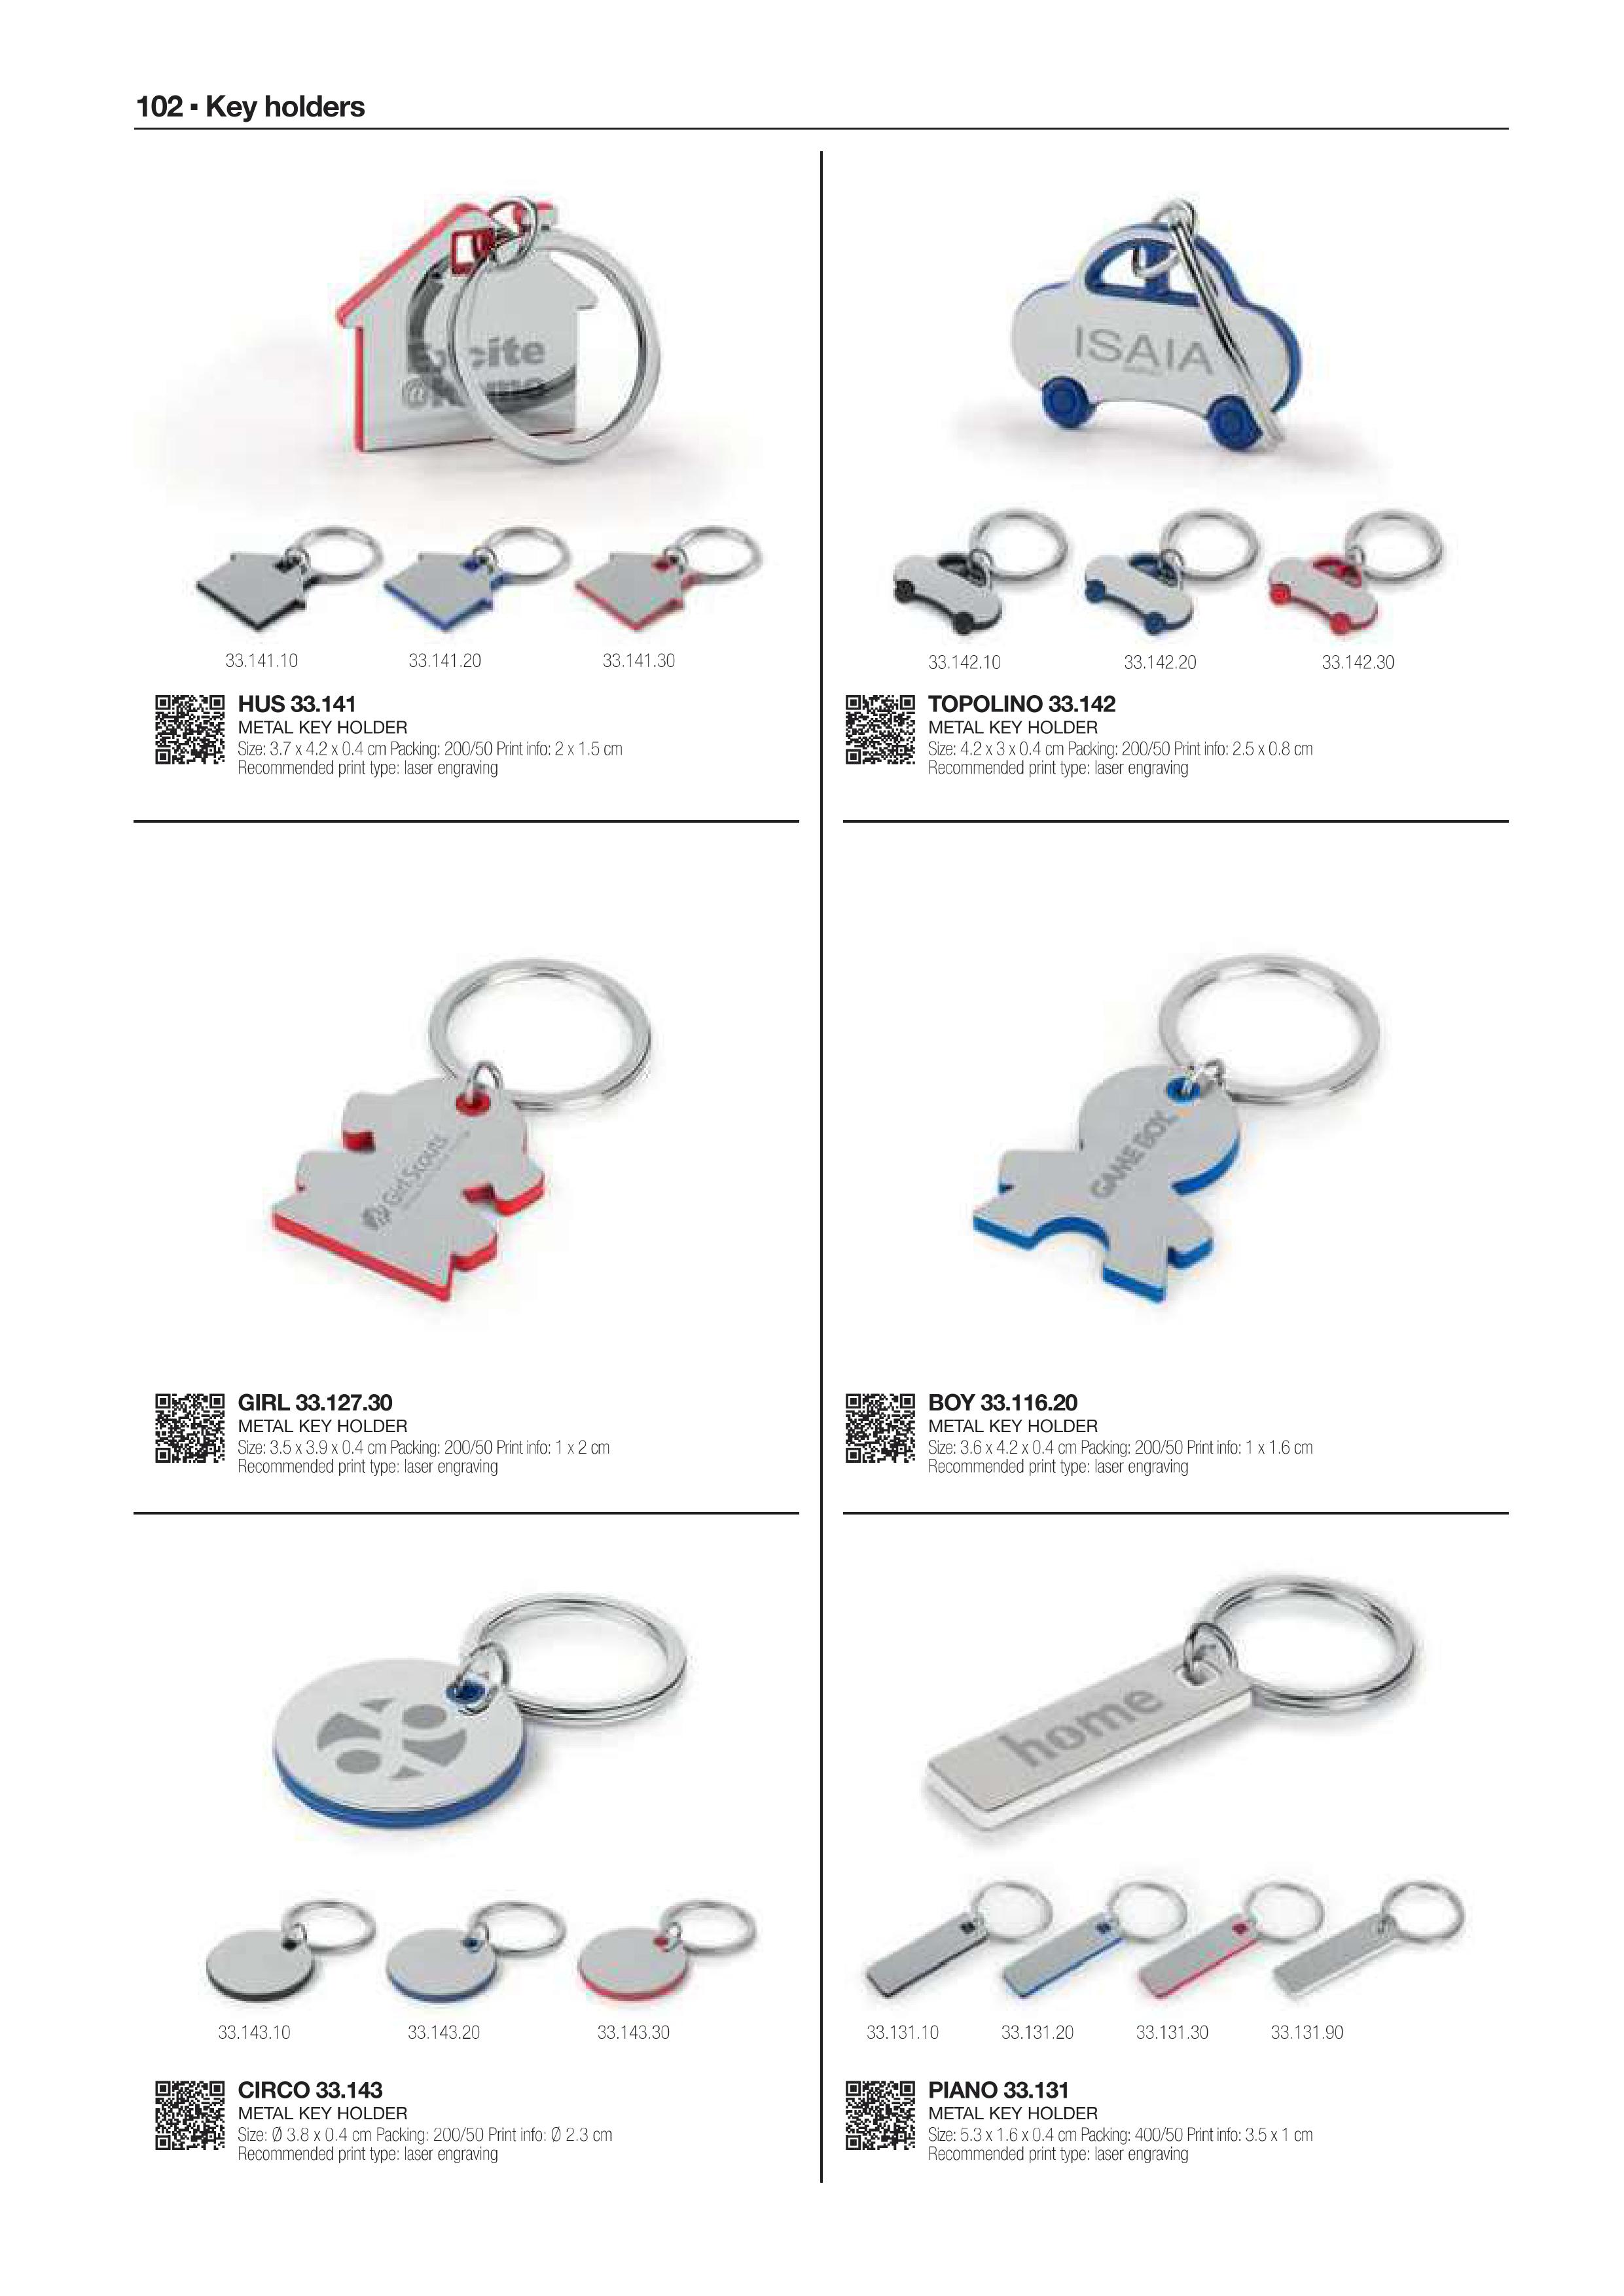 102 ▪ Key holders
Excite
33.141.10 33.141.20 33.141.30
HUS 33.141
METAL KEY HOLDER
Size: 3.7 x 4.2 x 0.4 cm Packing: 200/50 Print info: 2 x 1.5 cm
Recommended print type: laser engraving
ISAIA
33.142.10 33.142.20 33.142.30
TOPOLINO 33.142
METAL KEY HOLDER
Size: 4.2 x 3 x 0.4 cm Packing: 200/50 Print info: 2.5 x 0.8 cm
Recommended print type: laser engraving
Girl Scouts
GIRL 33.127.30
METAL KEY HOLDER
Size: 3.5 x 3.9 x 0.4 cm Packing: 200/50 Print info: 1 x 2 cm
Recommended print type: laser engraving
GAME BOY
BOY 33.116.20
METAL KEY HOLDER
Size: 3.6 x 4.2 x 0.4 cm Packing: 200/50 Print info: 1 x 1.6 cm
Recommended print type: laser engraving
33.143.10 33.143.20 33.143.30
CIRCO 33.143
METAL KEY HOLDER
Size: Ø 3.8 x 0.4 cm Packing: 200/50 Print info: Ø 2.3 cm
Recommended print type: laser engraving
home
33.131.10 33.131.20 33.131.30 33.131.90
PIANO 33.131
METAL KEY HOLDER
Size: 5.3 x 1.6 x 0.4 cm Packing: 400/50 Print info: 3.5 x 1 cm
Recommended print type: laser engraving